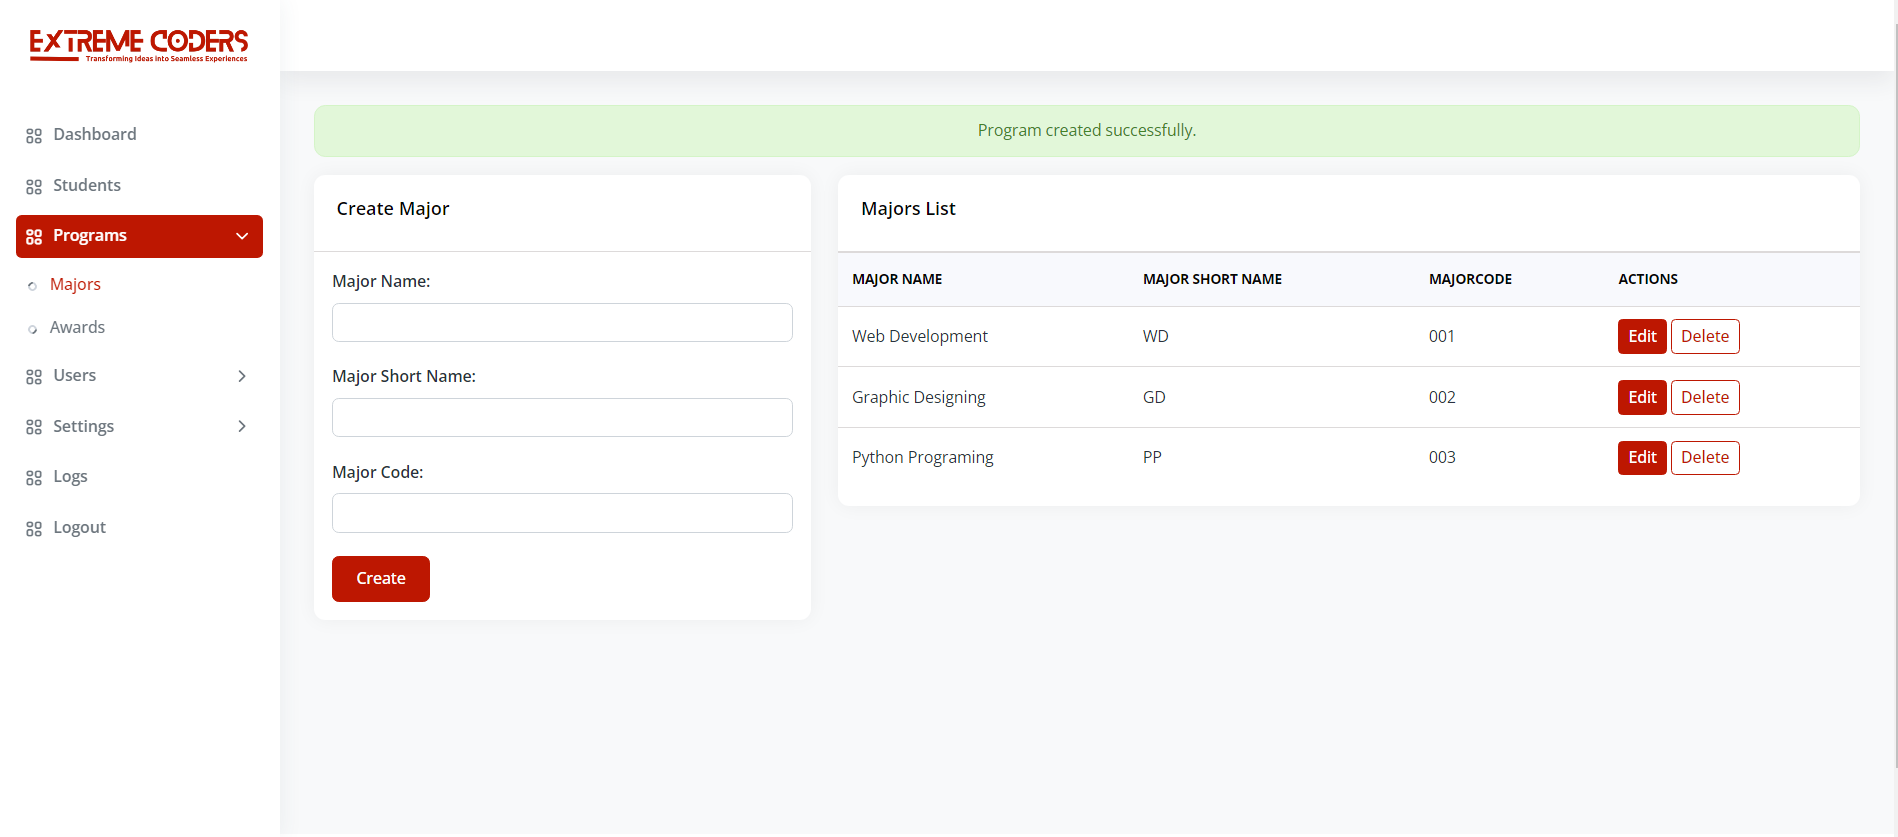 EXTREME CODERS
Transforming Ideas Into Seamless Experiences
Dashboard
Students
Programs
Majors
Awards
Users
Settings
Logs
Logout
Program created successfully.
Create Major
Major Name:
Major Short Name:
Major Code:
Create
Majors List
MAJOR NAME MAJOR SHORT NAME MAJORCODE ACTIONS
Web Development WD 001 Edit Delete
Graphic Designing GD 002 Edit Delete
Python Programing PP 003 Edit Delete